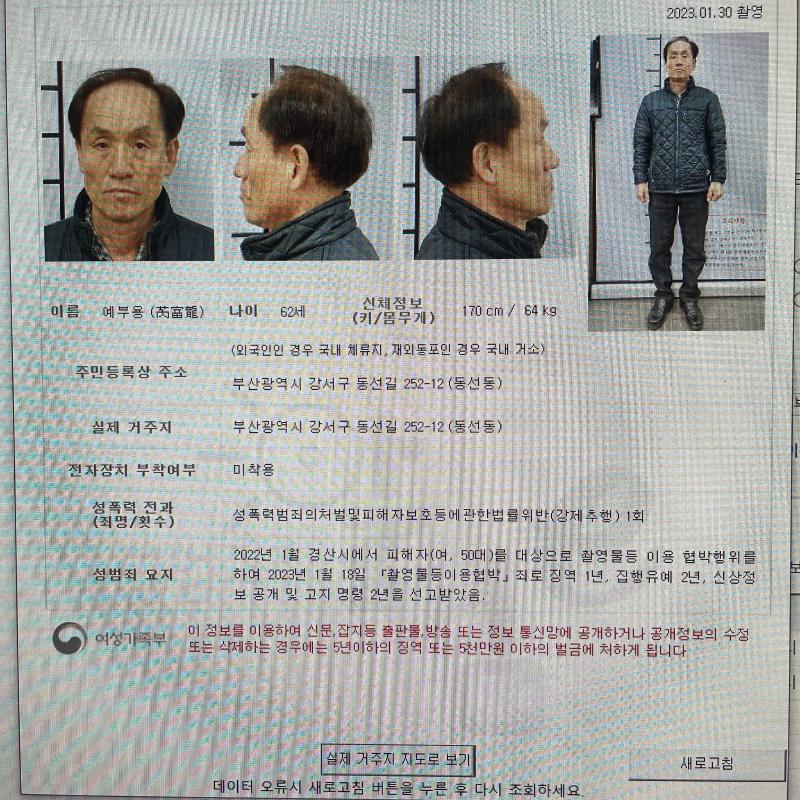 2023.01.30 촬영
이름 예부용 (芮富龍) 나이 62세 신체정보 (키/몸무게) 170 cm / 64 kg
(외국인인 경우 국내 체류지, 재외동포인 경우 국내 거소)
주민등록상 주소
부산광역시 강서구 동선길 252-12 (동선동)
실제 거주지 부산광역시 강서구 동선길 252-12 (동선동)
전자장치 부착여부 미착용
성폭력 전과
(죄명/횟수)
성폭력범죄의처벌및피해자보호등에관한법률위반(강제추행) 1회
성범죄 요지
2022년 1월 경산시에서 피해자(여, 50대)를 대상으로 촬영물등 이용 협박행위를
하여 2023년 1월 18일 「촬영물등이용협박」죄로 징역 1년, 집행유예 2년, 신상정
보 공개 및 고지 명령 2년을 선고받았음.
여성가족부
이 정보를 이용하여 신문,잡지등 출판물,방송 또는 정보 통신망에 공개하거나 공개정보의 수정
또는 삭제하는 경우에는 5년이하의 징역 또는 5천만원 이하의 벌금에 처하게 됩니다
실제 거주지 지도로 보기
새로고침
데이터 오류시 새로고침 버튼을 누른 후 다시 조회하세요.